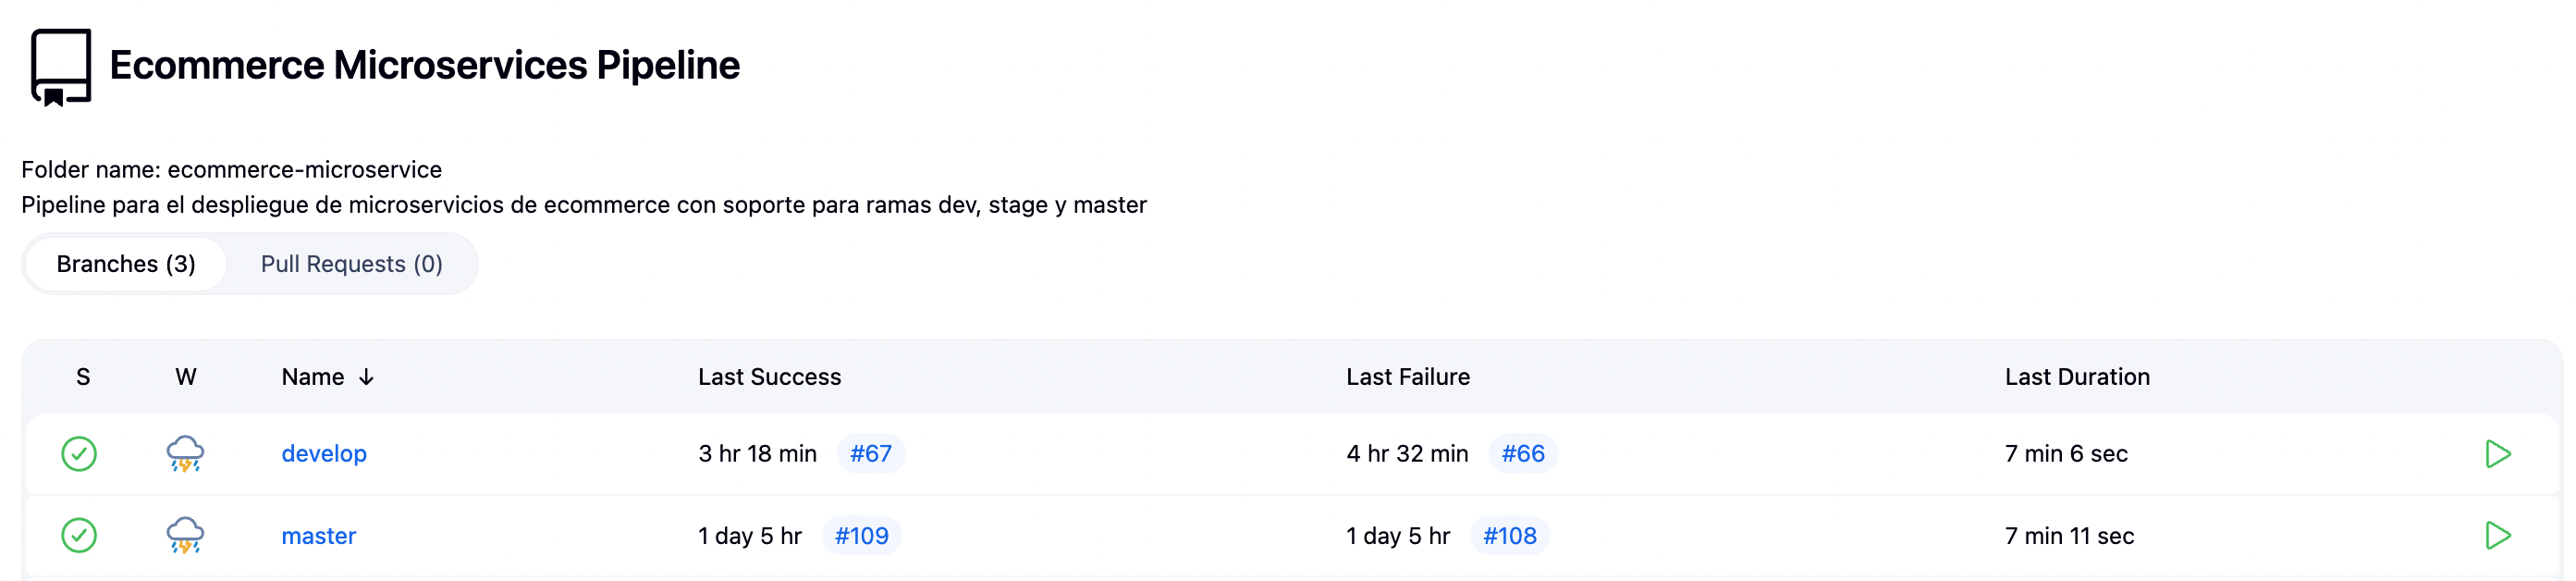 Ecommerce Microservices Pipeline
Folder name: ecommerce-microservice
Pipeline para el despliegue de microservicios de ecommerce con soporte para ramas dev, stage y master
Branches (3) Pull Requests (0)
S W Name ↓ Last Success Last Failure Last Duration
develop 3 hr 18 min #67 4 hr 32 min #66 7 min 6 sec
master 1 day 5 hr #109 1 day 5 hr #108 7 min 11 sec